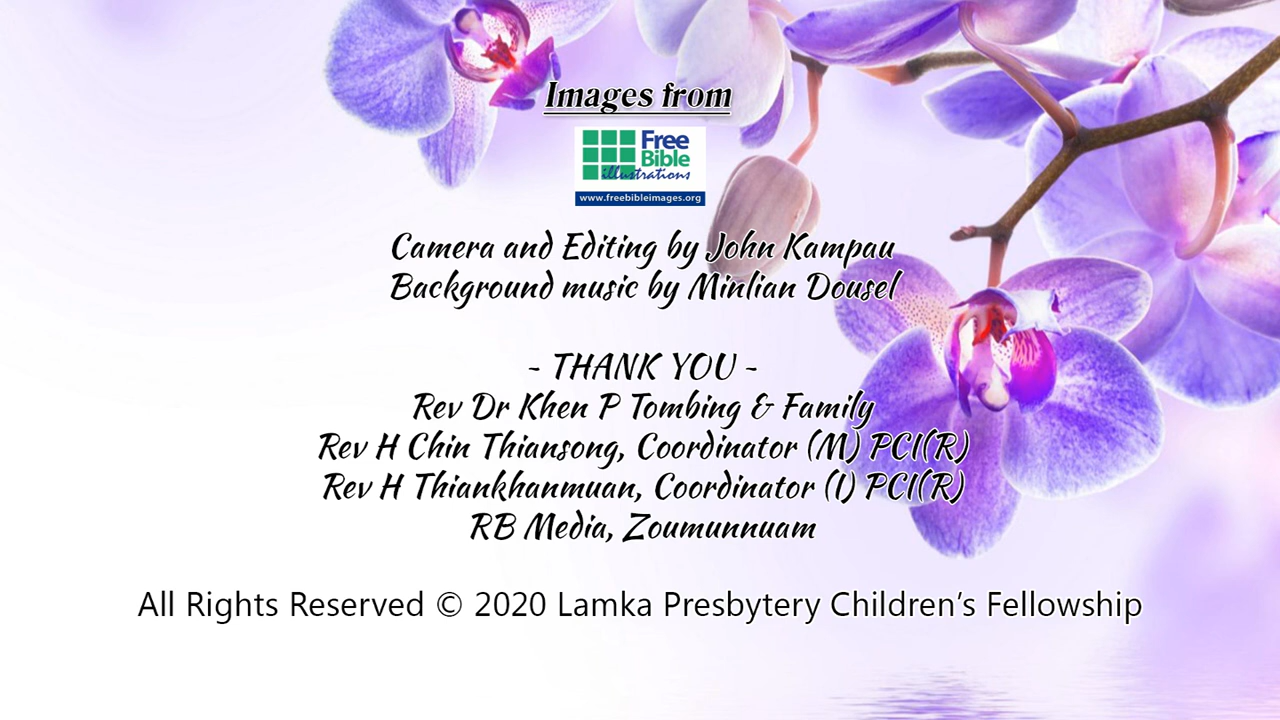 Images from
Free
Bible
illustrations
www.freebibleimages.org
Camera and Editing by John Kampau
Background music by Minlian Dousel
~ THANK YOU ~
Rev Dr Khen P Tombing & Family
Rev H Chin Thiansong, Coordinator (M) PCI(R)
Rev H Thiankhanmuan, Coordinator (I) PCI(R)
RB Media, Zoumunnuam
All Rights Reserved © 2020 Lamka Presbytery Children's Fellowship